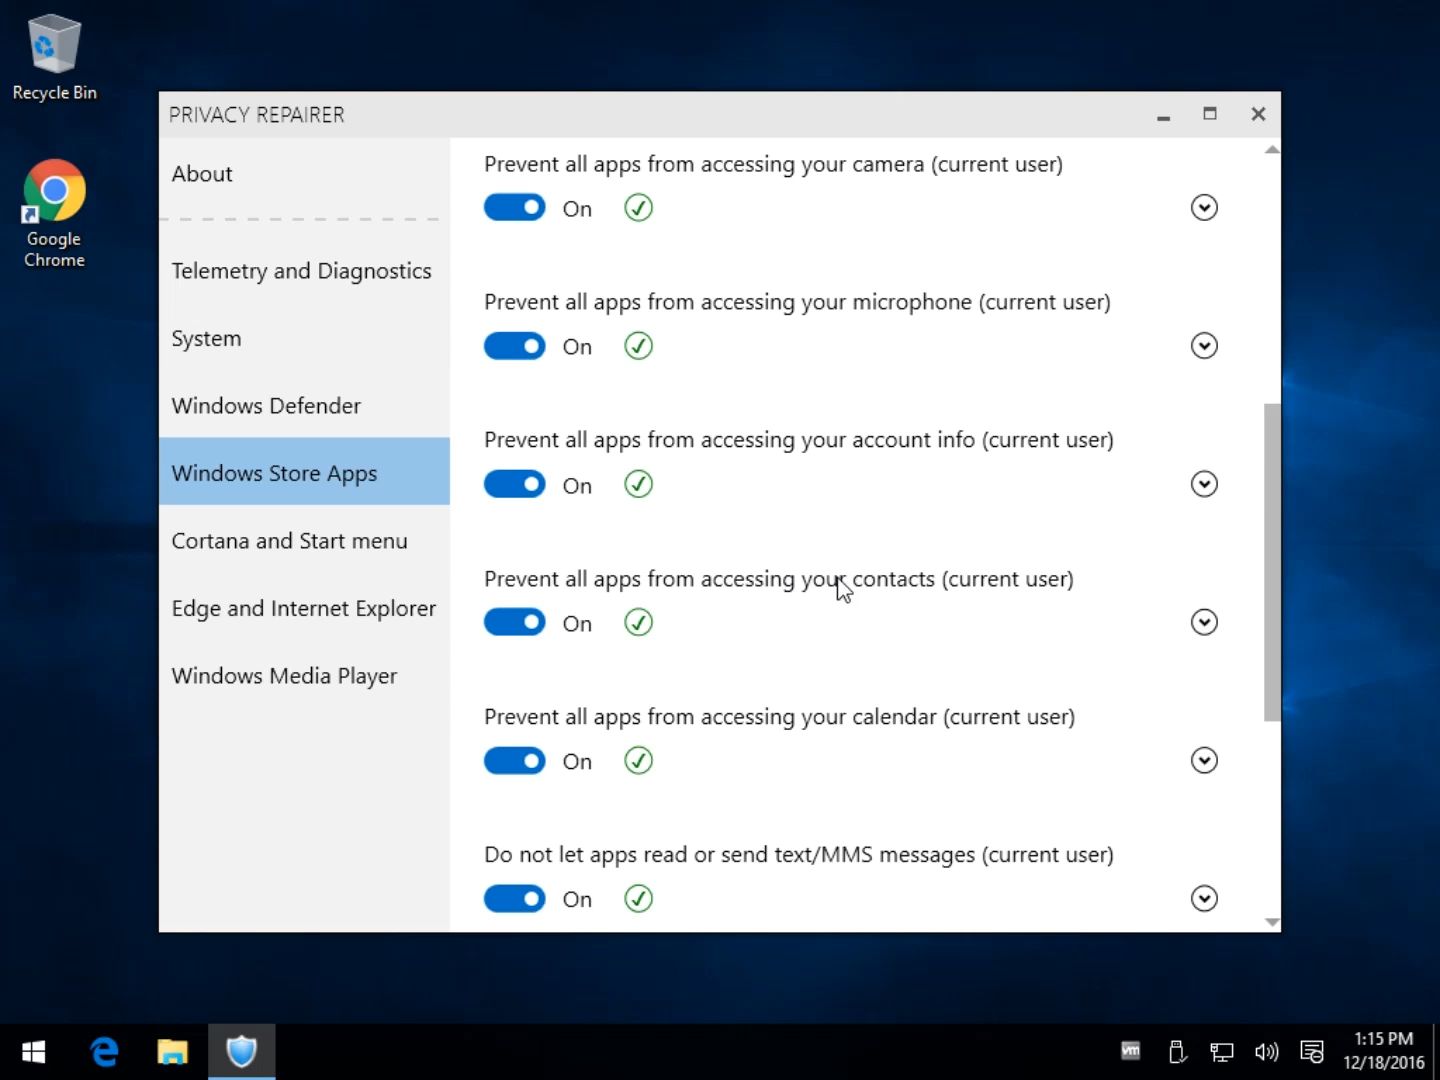 Recycle Bin
Google
Chrome
PRIVACY REPAIRER
About
Telemetry and Diagnostics
System
Windows Defender
Windows Store Apps
Cortana and Start menu
Edge and Internet Explorer
Windows Media Player
Prevent all apps from accessing your camera (current user)
On
Prevent all apps from accessing your microphone (current user)
On
Prevent all apps from accessing your account info (current user)
On
Prevent all apps from accessing your contacts (current user)
On
Prevent all apps from accessing your calendar (current user)
On
Do not let apps read or send text/MMS messages (current user)
On
vm
1:15 PM
12/18/2016